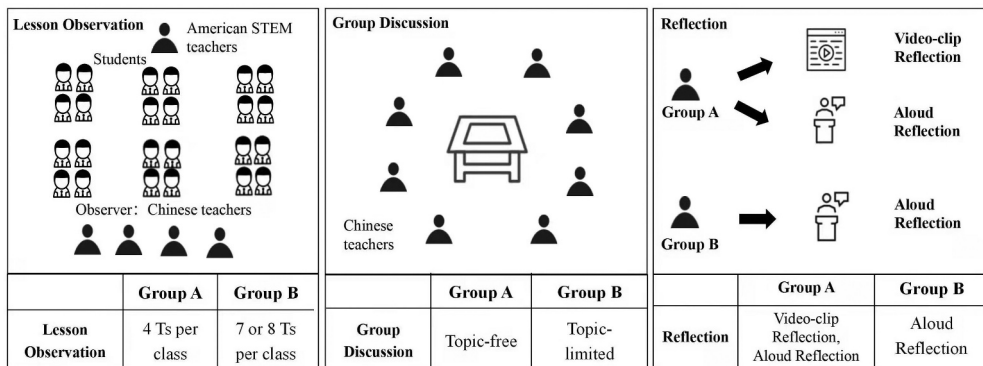 Lesson Observation
American STEM
teachers
Students
Observer: Chinese teachers
Group A
Group B
Lesson
Observation
4 Ts per
class
7 or 8 Ts
per class
Group Discussion
Chinese
teachers
Group A
Group B
Group
Discussion
Topic-free
Topic-
limited
Reflection
Video-clip
Reflection
Group A
Aloud
Reflection
Group B
Aloud
Reflection
Group A
Group B
Reflection
Video-clip
Reflection,
Aloud Reflection
Aloud
Reflection